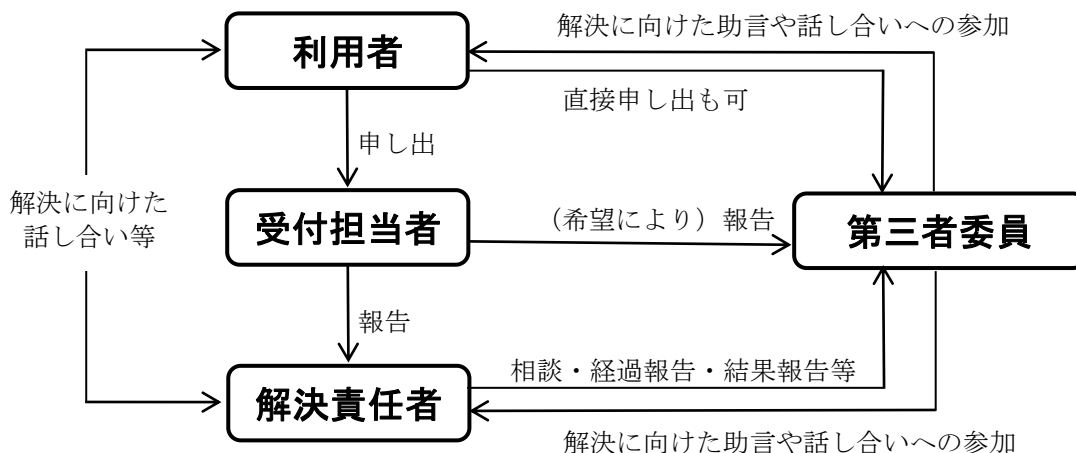 解決に向けた助言や話し合いへの参加
利用者
直接申し出も可
申し出
解決に向けた
話し合い等
受付担当者
（希望により）報告
第三者委員
報告
相談・経過報告・結果報告等
解決責任者
解決に向けた助言や話し合いへの参加